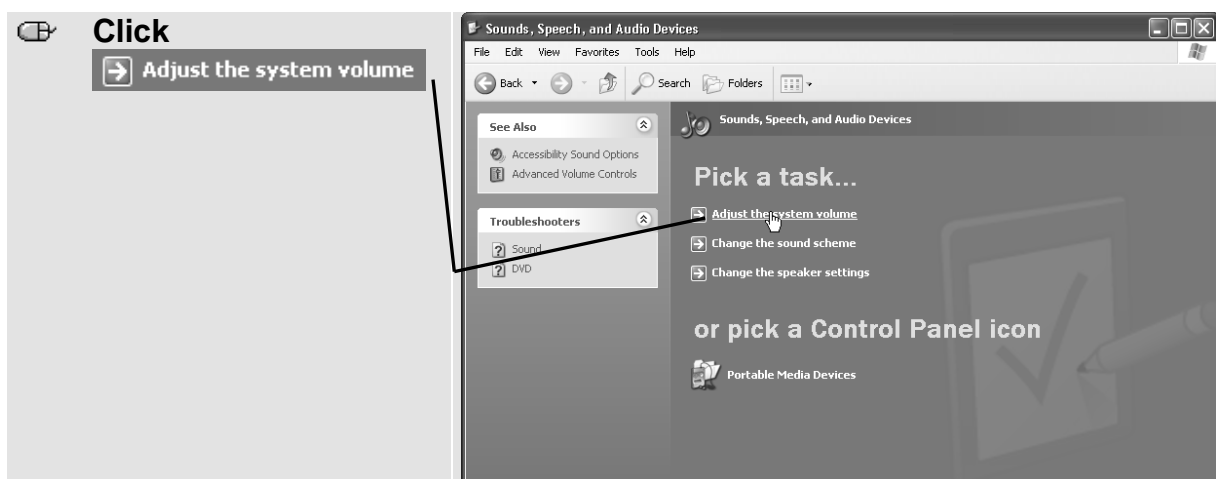 Click
Adjust the system volume
Sounds, Speech, and Audio Devices
File Edit View Favorites Tools Help
Back Search Folders
See Also
Accessibility Sound Options
Advanced Volume Controls
Troubleshooters
Sound
DVD
Sounds, Speech, and Audio Devices
Pick a task...
Adjust the system volume
Change the sound scheme
Change the speaker settings
or pick a Control Panel icon
Portable Media Devices